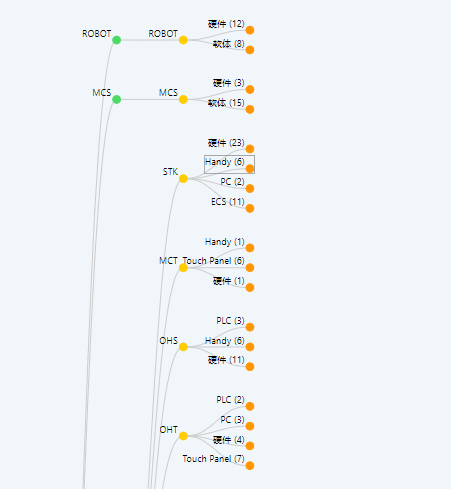 ROBOT ROBOT 硬件 (12)
软体 (8)
MCS MCS 硬件 (3)
软体 (15)
硬件 (23)
Handy (6)
STK
PC (2)
ECS (11)
Handy (1)
MCT Touch Panel (6)
硬件 (1)
PLC (3)
OHS Handy (6)
硬件 (11)
PLC (2)
PC (3)
OHT
硬件 (4)
Touch Panel (7)